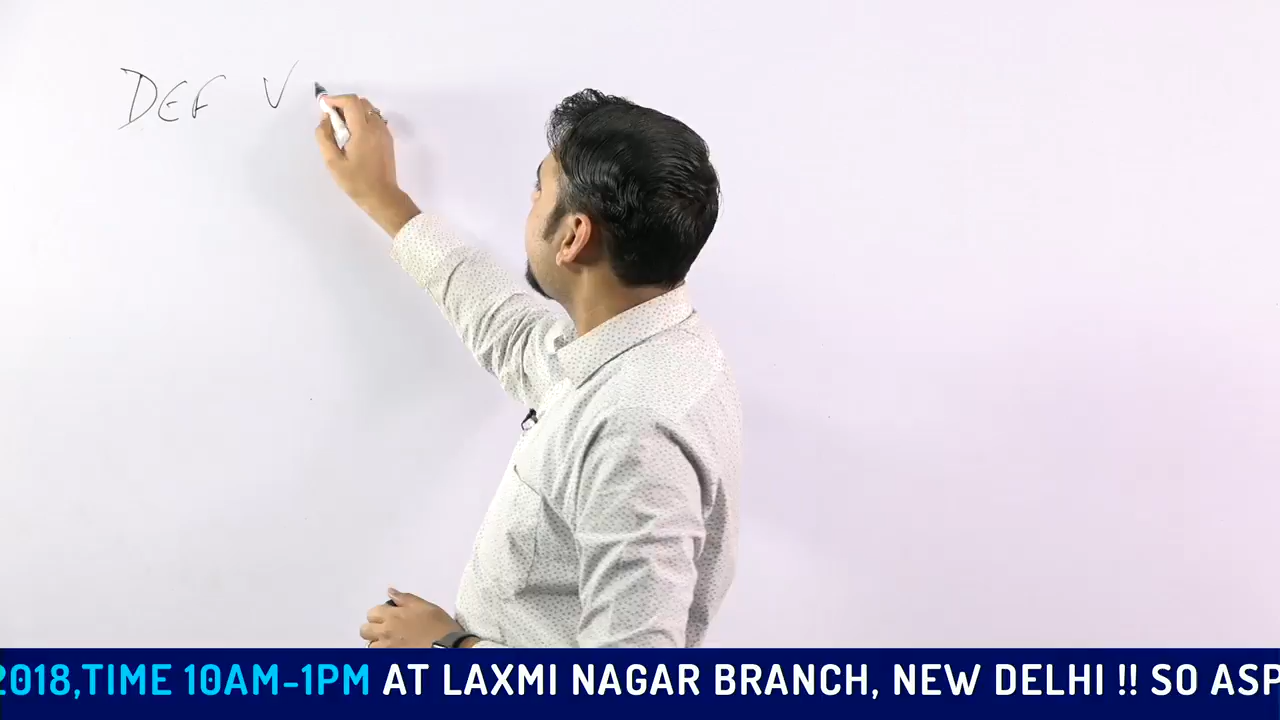 DEF V
2018,TIME 10AM-1PM AT LAXMI NAGAR BRANCH, NEW DELHI !! SO ASP